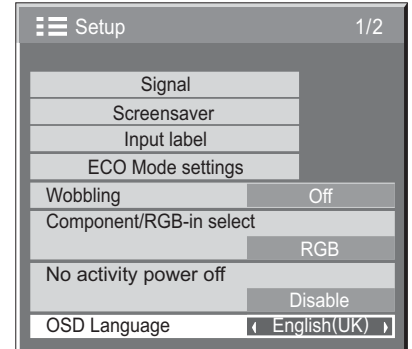 Setup 1/2
Signal
Screensaver
Input label
ECO Mode settings
Wobbling Off
Component/RGB-in select
RGB
No activity power off
Disable
OSD Language English(UK)